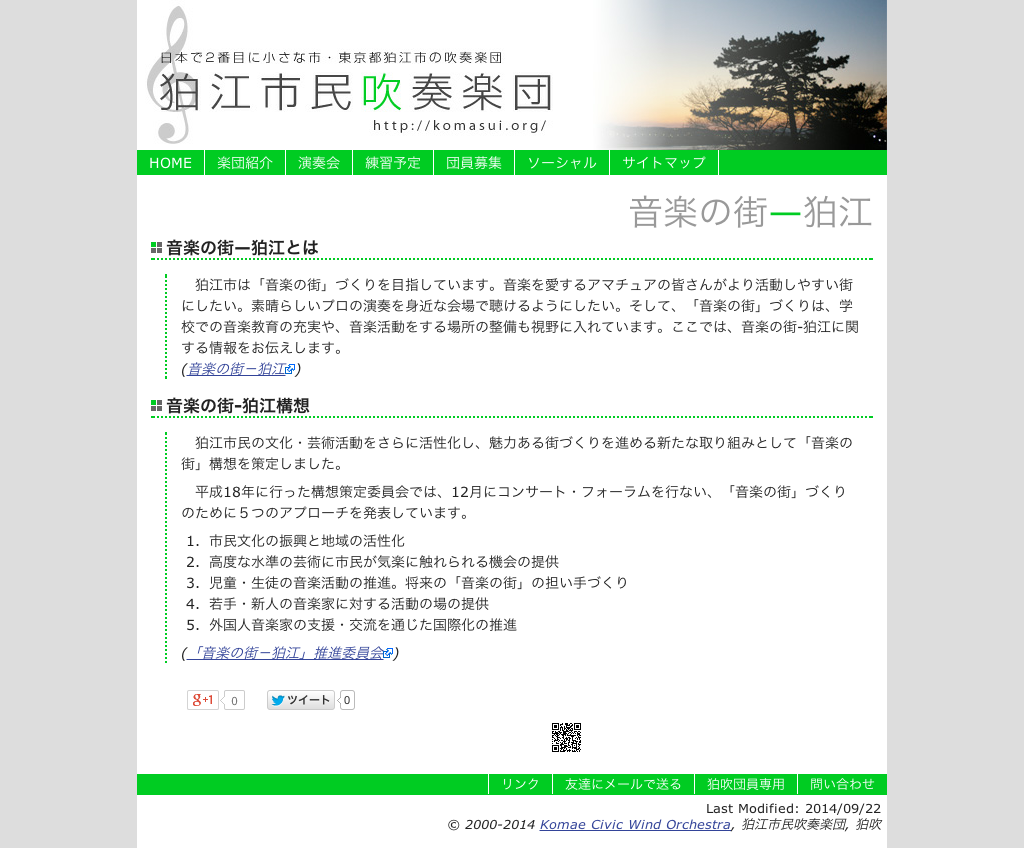 日本で2番目に小さな市・東京都狛江市の吹奏楽団
狛江市民吹奏楽団
http://komasui.org/
HOME 楽団紹介 演奏会 練習予定 団員募集 ソーシャル サイトマップ
音楽の街—狛江
音楽の街—狛江とは
狛江市は「音楽の街」づくりを目指しています。音楽を愛するアマチュアの皆さんがより活動しやすい街
にしたい。素晴らしいプロの演奏を身近な会場で聴けるようにしたい。そして、「音楽の街」づくりは、学
校での音楽教育の充実や、音楽活動をする場所の整備も視野に入れています。ここでは、音楽の街-狛江に関
する情報をお伝えします。
(音楽の街－狛江)
音楽の街-狛江構想
狛江市民の文化・芸術活動をさらに活性化し、魅力ある街づくりを進める新たな取り組みとして「音楽の
街」構想を策定しました。
平成18年に行った構想策定委員会では、12月にコンサート・フォーラムを行ない、「音楽の街」づくり
のために５つのアプローチを発表しています。
1. 市民文化の振興と地域の活性化
2. 高度な水準の芸術に市民が気楽に触れられる機会の提供
3. 児童・生徒の音楽活動の推進。将来の「音楽の街」の担い手づくり
4. 若手・新人の音楽家に対する活動の場の提供
5. 外国人音楽家の支援・交流を通じた国際化の推進
(「音楽の街－狛江」推進委員会)
g+1 0 ツイート 0
リンク 友達にメールで送る 狛吹団員専用 問い合わせ
Last Modified: 2014/09/22
© 2000-2014 Komae Civic Wind Orchestra, 狛江市民吹奏楽団, 狛吹